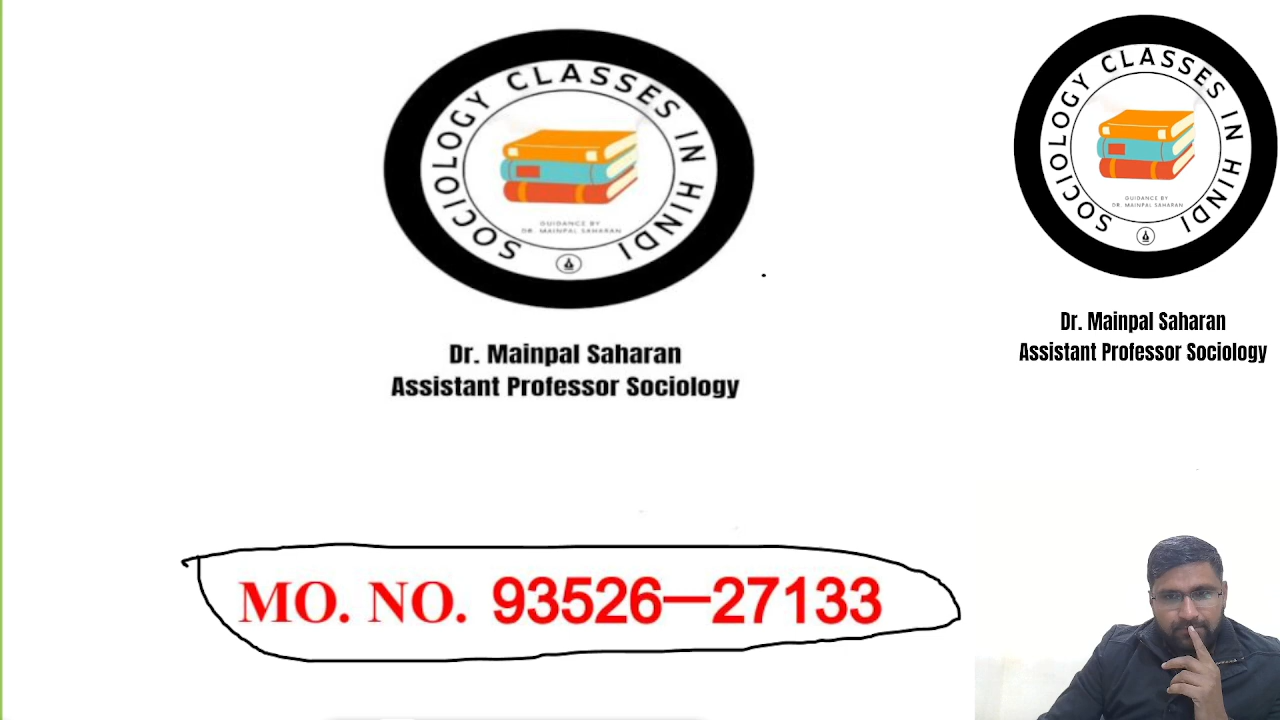 SOCIOLOGY CLASSES IN HINDI
GUIDANCE BY
DR. MAINPAL SAHARAN
Dr. Mainpal Saharan
Assistant Professor Sociology
MO. NO. 93526–27133
SOCIOLOGY CLASSES IN HINDI
GUIDANCE BY
DR. MAINPAL SAHARAN
Dr. Mainpal Saharan
Assistant Professor Sociology